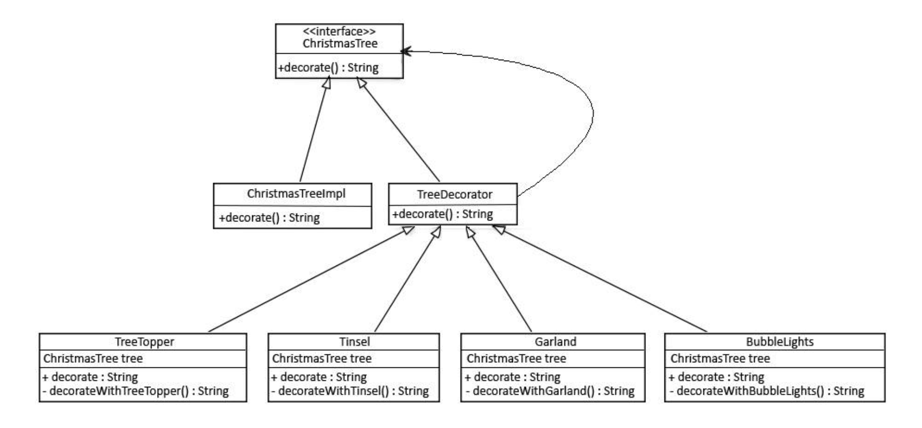 <<interface>>
ChristmasTree
+decorate() : String
ChristmasTreeImpl
+decorate() : String
TreeDecorator
+decorate() : String
TreeTopper
ChristmasTree tree
+ decorate : String
- decorateWithTreeTopper() : String
Tinsel
ChristmasTree tree
+ decorate : String
- decorateWithTinsel() : String
Garland
ChristmasTree tree
+ decorate : String
- decorateWithGarland() : String
BubbleLights
ChristmasTree tree
+ decorate : String
- decorateWithBubbleLights() : String